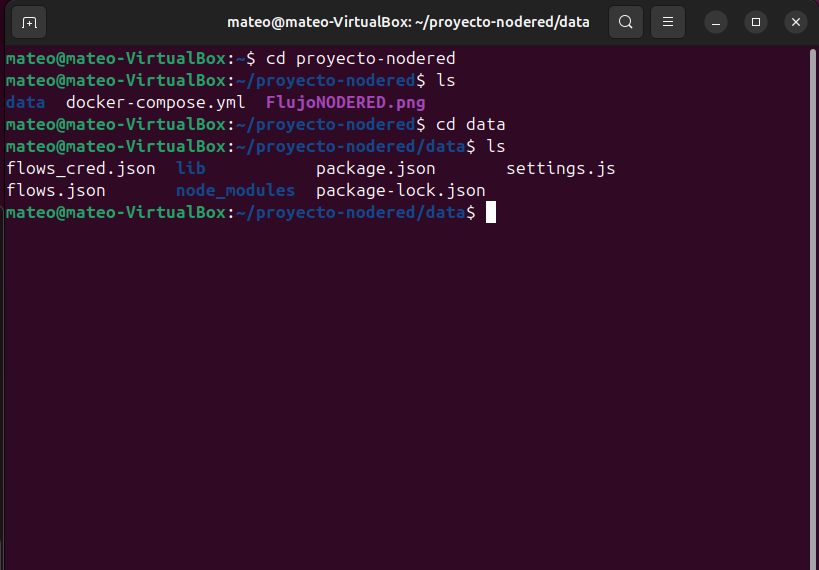 mateo@mateo-VirtualBox: ~/proyecto-nodered/data
mateo@mateo-VirtualBox:~$ cd proyecto-nodered
mateo@mateo-VirtualBox:~/proyecto-nodered$ ls
data  docker-compose.yml  FlujoNODERED.png
mateo@mateo-VirtualBox:~/proyecto-nodered$ cd data
mateo@mateo-VirtualBox:~/proyecto-nodered/data$ ls
flows_cred.json  lib           package.json       settings.js
flows.json       node_modules  package-lock.json
mateo@mateo-VirtualBox:~/proyecto-nodered/data$